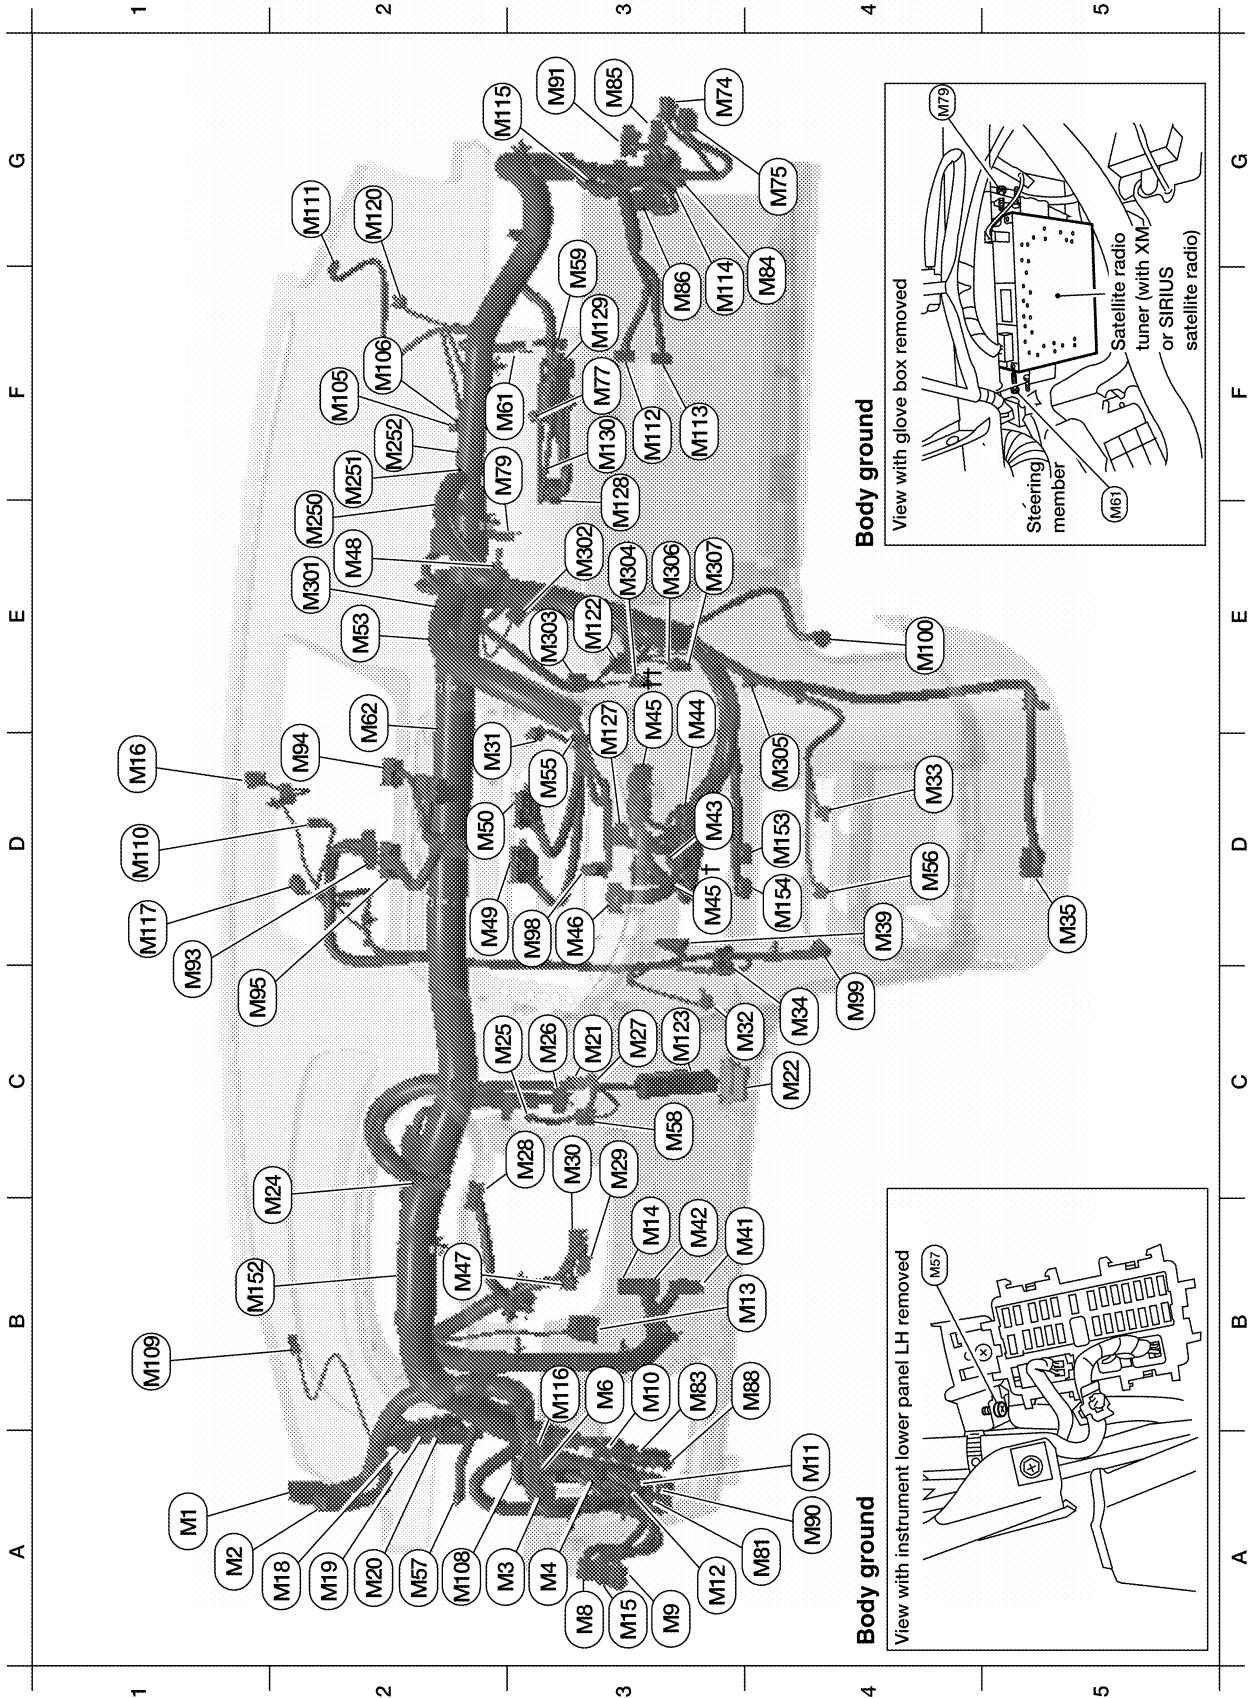 1
2
3
4
5
G
F
E
D
C
B
A
M91
M85
M74
M115
M75
M111
M120
M59
M86
M114
M84
M129
M106
M105
M61
M77
M112
M113
M252
M251
M79
M130
M128
M250
M48
M301
M53
M302
M304
M306
M307
M303
M122
M100
M62
M31
M127
M45 ††
M44
M305
M16
M94
M55
M50
M43
M33
M110
M153
M117
M49
M98
M46
M45 †
M154
M56
M35
M93
M95
M39
M99
M34
M32
M25
M26
M21
M27
M123
M22
M58
M28
M30
M29
M24
M14
M42
M41
M47
M152
M13
M109
M116
M6
M10
M83
M88
M1
M2
M18
M19
M20
M57
M108
M3
M4
M11
M90
M81
M12
M8
M15
M9
Body ground
View with glove box removed
M79
Satellite radio
tuner (with XM
or SIRIUS
satellite radio)
Steering
member
M61
Body ground
View with instrument lower panel LH removed
M57
A
B
C
D
E
F
G
1
2
3
4
5